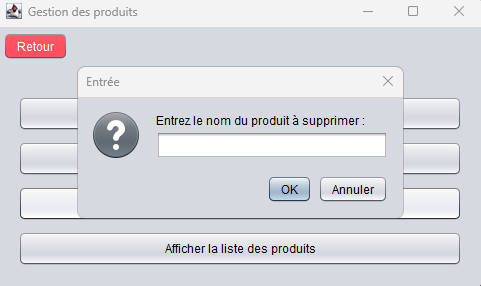 Gestion des produits
Retour
Entrée
Entrez le nom du produit à supprimer :
OK
Annuler
Afficher la liste des produits